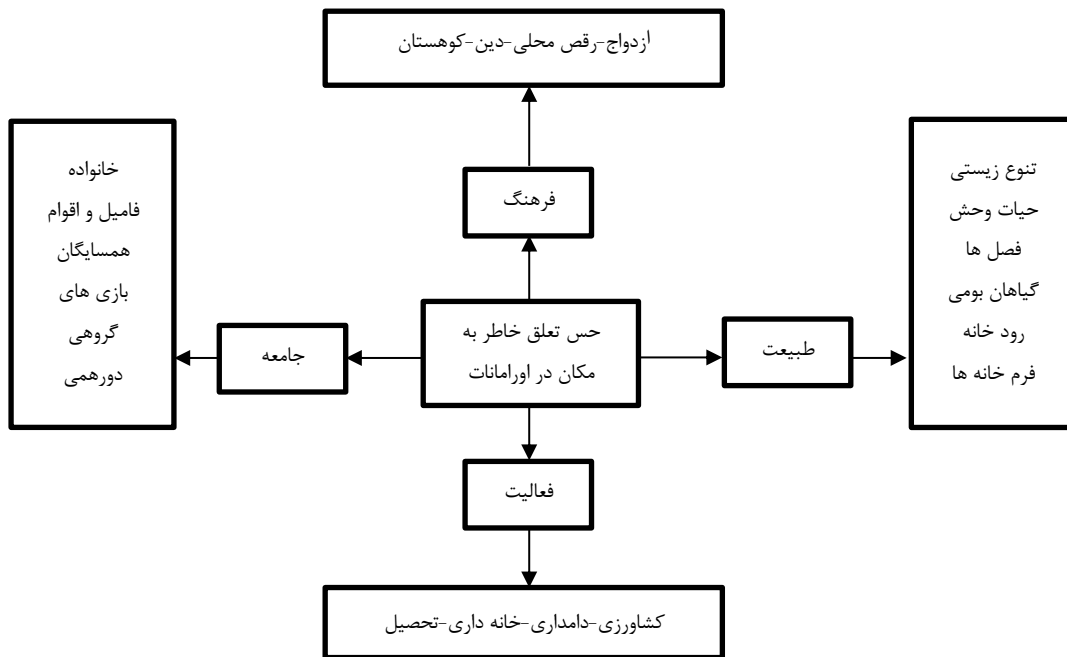 ازدواج-رقص محلی-دین-کوهستان
فرهنگ
تنوع زیستی
حیات وحش
فصل ها
گیاهان بومی
رود خانه
فرم خانه ها
طبیعت
حس تعلق خاطر به
مکان در اورامانات
جامعه
خانواده
فامیل و اقوام
همسایگان
بازی های
گروهی
دورهمی
فعالیت
کشاورزی-دامداری-خانه داری-تحصیل